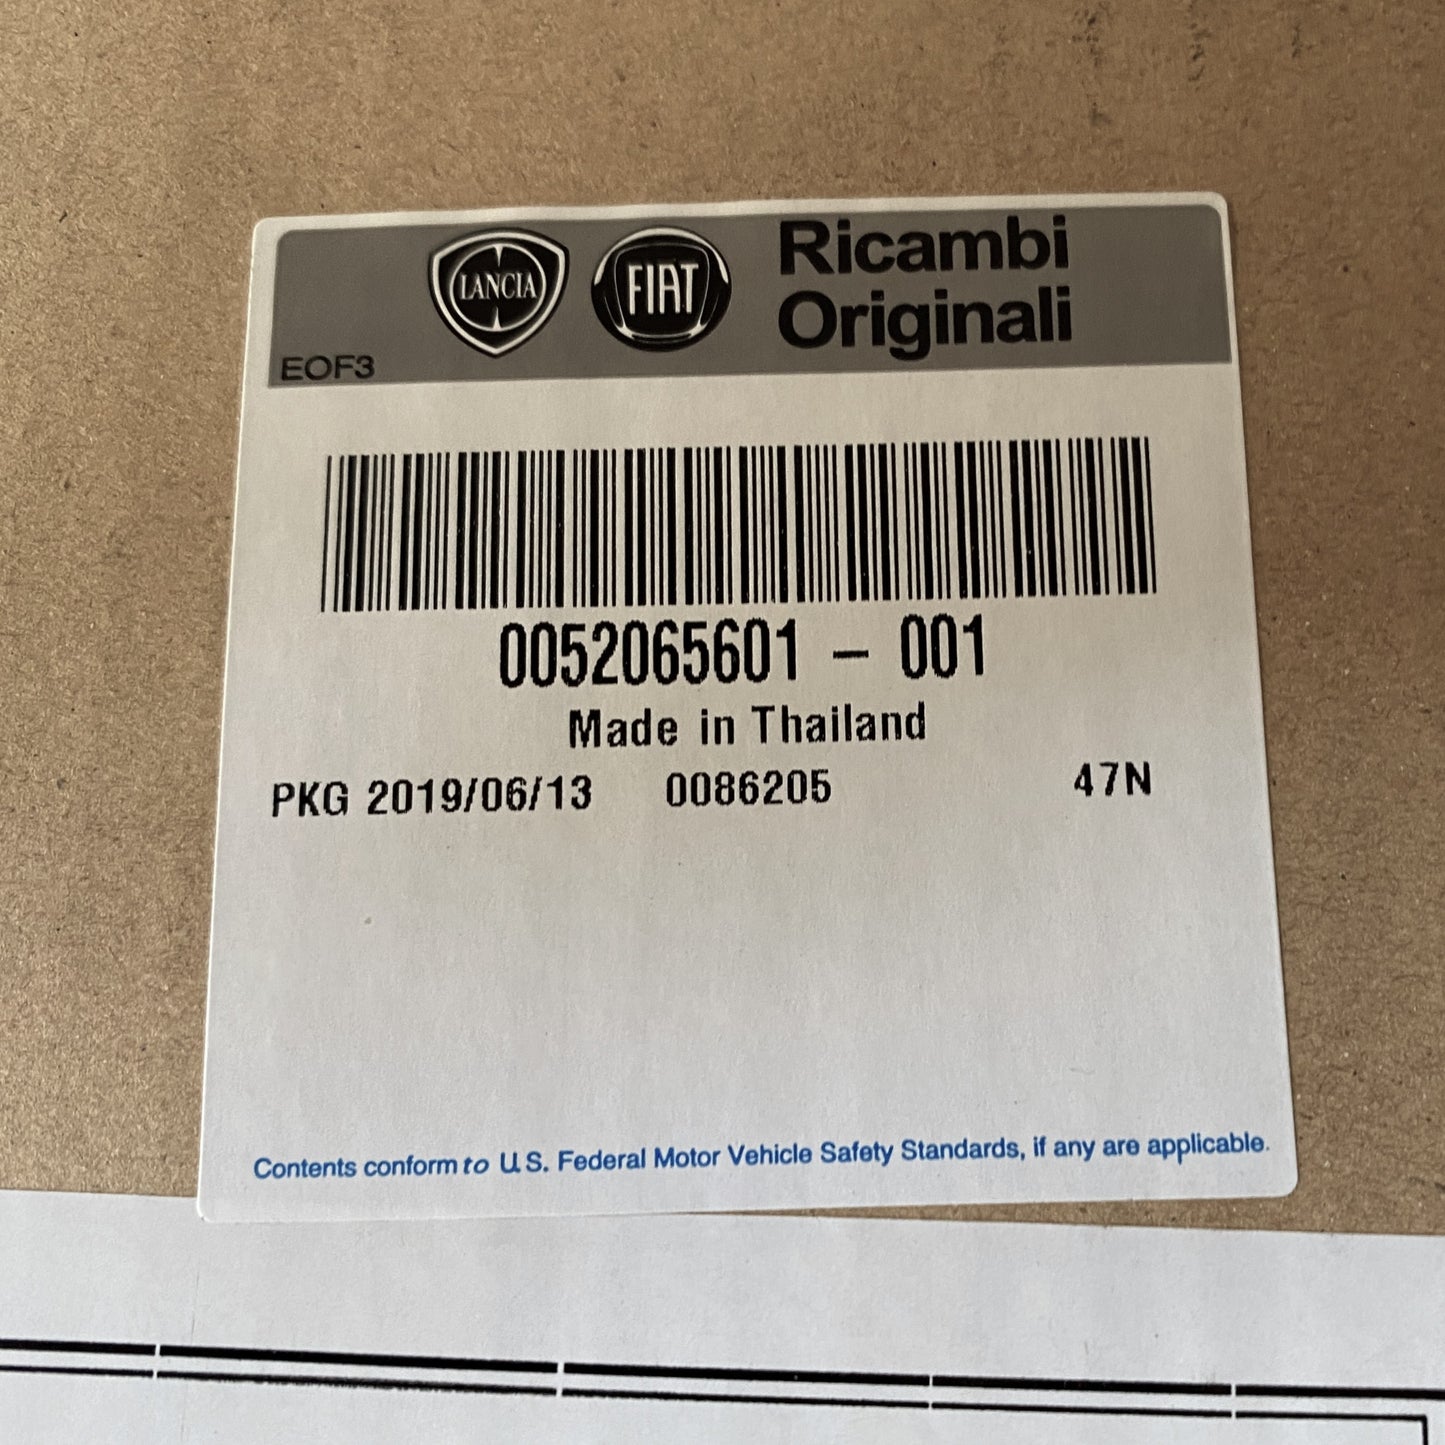 LANCIA
FIAT
Ricambi
Originali
EOF3
0052065601 – 001
Made in Thailand
PKG 2019/06/13 0086205 47N
Contents conform to U.S. Federal Motor Vehicle Safety Standards, if any are applicable.